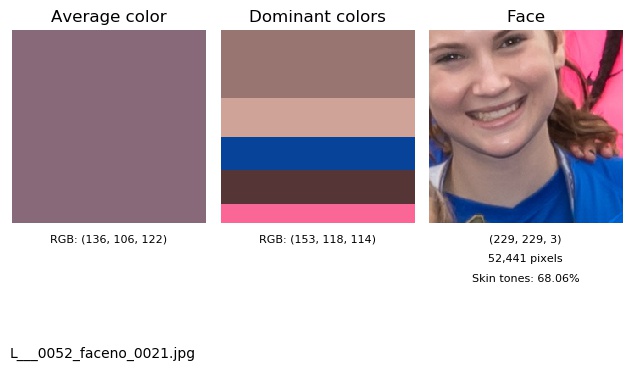 Average color
Dominant colors
Face
RGB: (136, 106, 122)
RGB: (153, 118, 114)
(229, 229, 3)
52,441 pixels
Skin tones: 68.06%
L___0052_faceno_0021.jpg